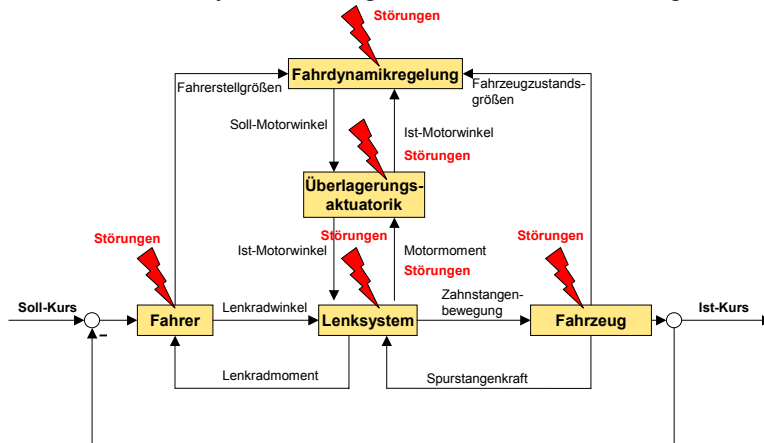 Störungen
Fahrdynamikregelung
Fahrerstellgrößen
Fahrzeugzustands-
größen
Soll-Motorwinkel
Ist-Motorwinkel
Störungen
Überlagerungs-
aktuatorik
Störungen
Ist-Motorwinkel
Störungen
Motormoment
Störungen
Störungen
Soll-Kurs
Fahrer
Lenkradwinkel
Lenksystem
Zahnstangen-
bewegung
Fahrzeug
Ist-Kurs
Lenkradmoment
Spurstangenkraft